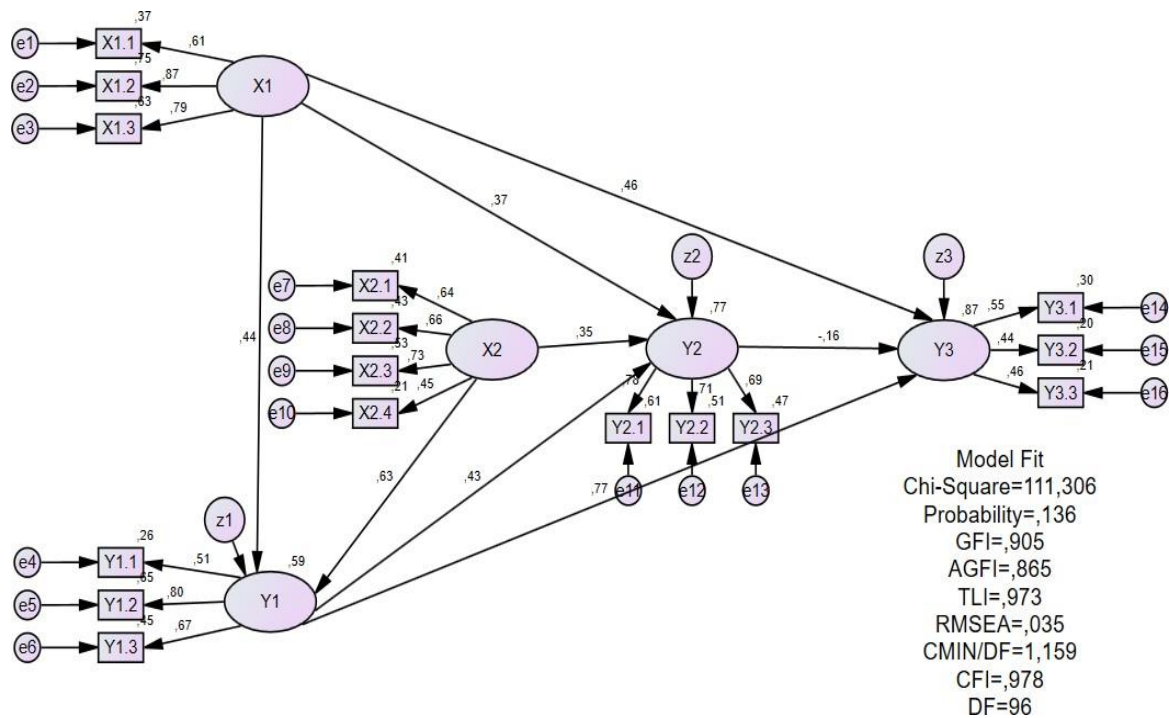 ,37
e1
X1.1
,61
,75
e2
X1.2
,87
X1
,63
e3
X1.3
,79
,46
,37
,44
z2
z3
,41
e7
X2.1
,64
,43
e8
X2.2
,66
X2
,35
,53
e9
X2.3
,73
,21
e10
X2.4
,45
,77
Y2
-,16
,87
Y3
,55
,30
Y3.1
e14
,44
,20
Y3.2
e15
,46
,21
Y3.3
e16
,78
,71
,69
,61
,51
,47
Y2.1
Y2.2
Y2.3
e11
e12
e13
,63
,43
,77
z1
,26
e4
Y1.1
,51
,59
,65
e5
Y1.2
,80
Y1
,45
e6
Y1.3
,67
Model Fit
Chi-Square=111,306
Probability=,136
GFI=,905
AGFI=,865
TLI=,973
RMSEA=,035
CMIN/DF=1,159
CFI=,978
DF=96